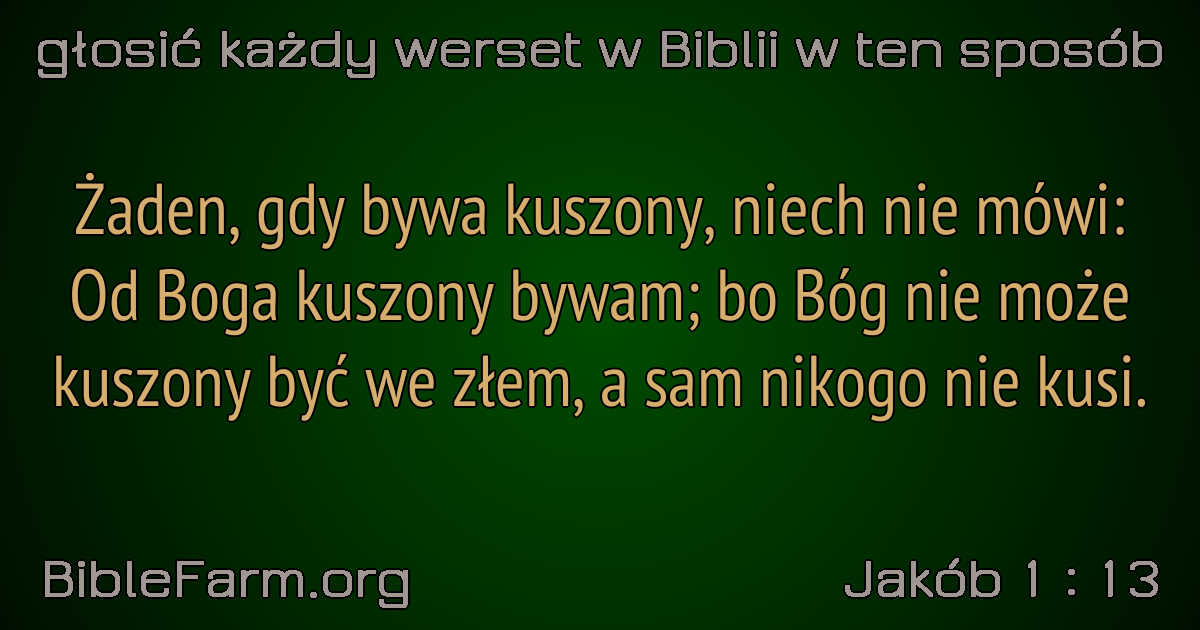 głosić każdy werset w Biblii w ten sposób
Żaden, gdy bywa kuszony, niech nie mówi:
Od Boga kuszony bywam; bo Bóg nie może
kuszony być we złem, a sam nikogo nie kusi.
BibleFarm.org
Jakób 1 : 13